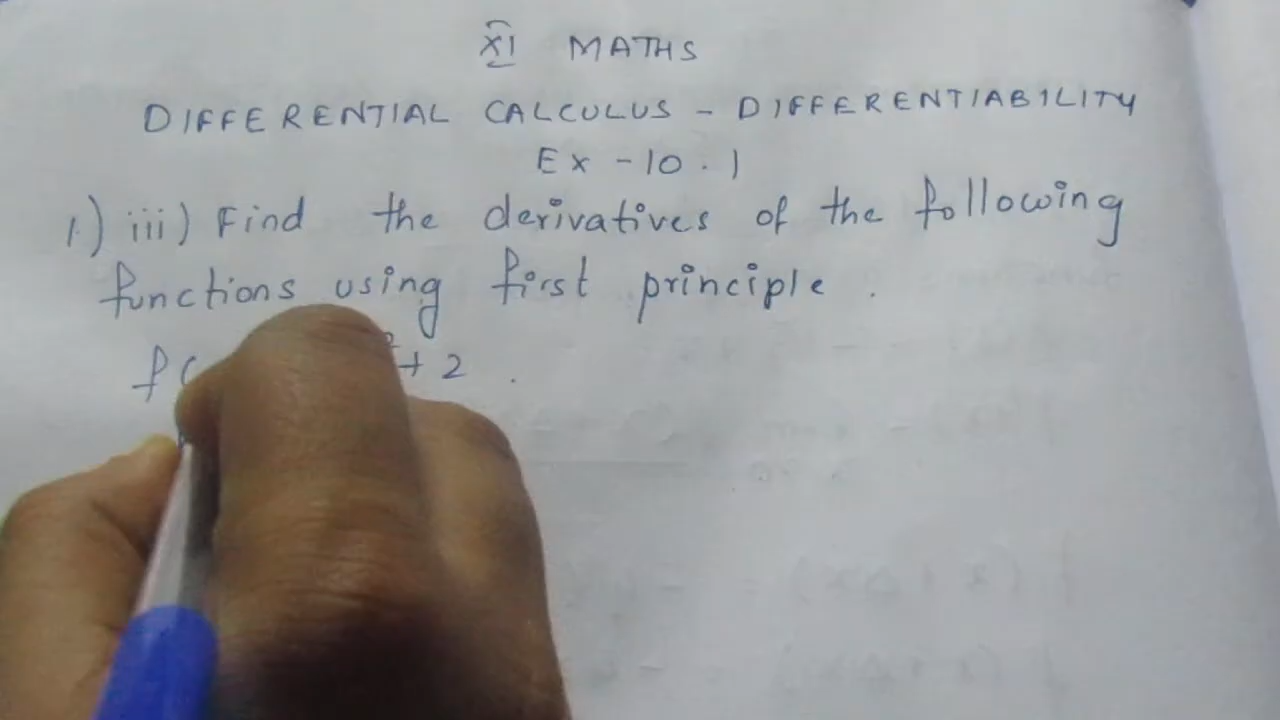 XI MATHS
DIFFERENTIAL CALCULUS - DIFFERENTIABILITY
Ex - 10.1
1.) iii) Find the derivatives of the following
functions using first principle.
f( ² + 2.